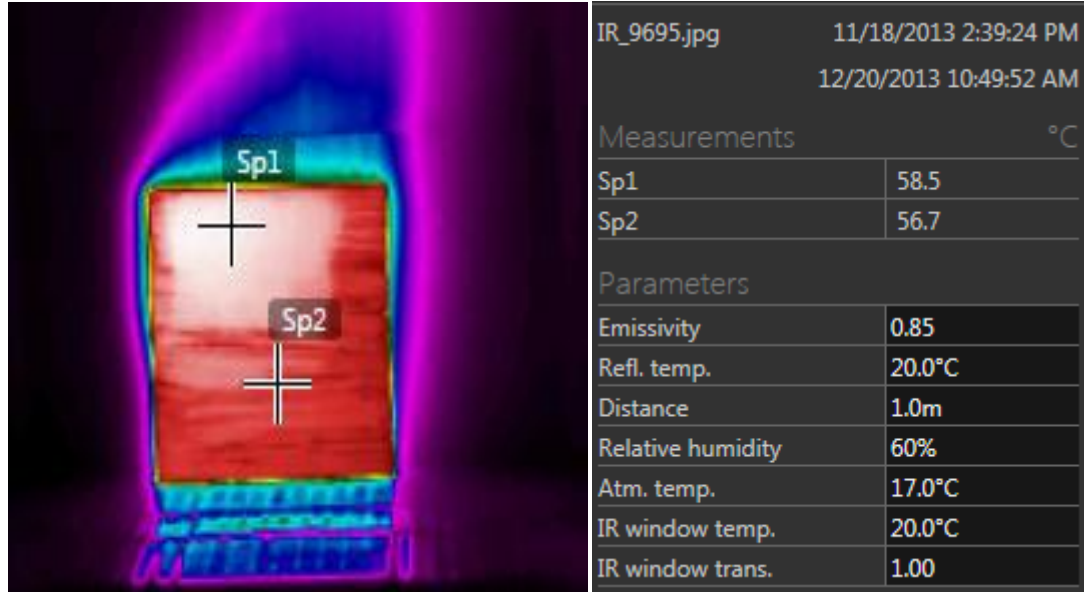 Sp1
Sp2
IR_9695.jpg 11/18/2013 2:39:24 PM
12/20/2013 10:49:52 AM
Measurements °C
Sp1 58.5
Sp2 56.7
Parameters
Emissivity 0.85
Refl. temp. 20.0°C
Distance 1.0m
Relative humidity 60%
Atm. temp. 17.0°C
IR window temp. 20.0°C
IR window trans. 1.00